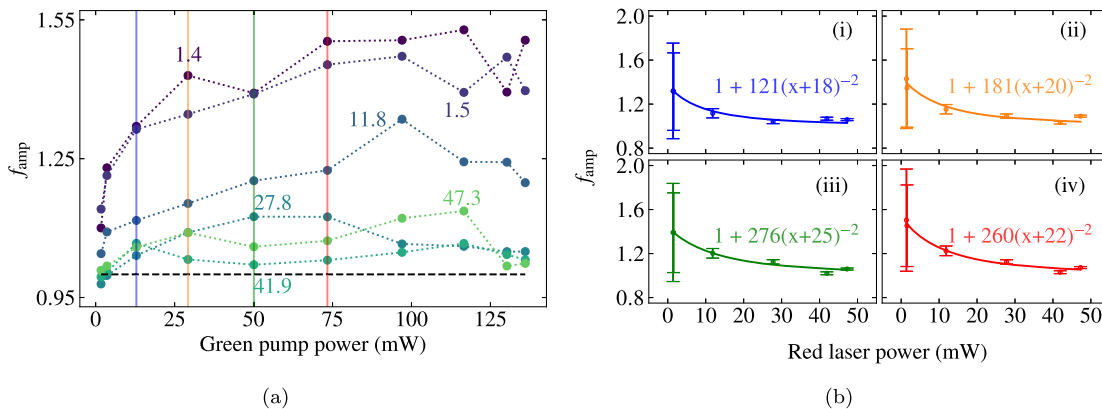 1.55
1.25
0.95
f_amp
0 25 50 75 100 125
Green pump power (mW)
1.4
1.5
11.8
27.8
47.3
41.9
(a)
2.0
1.6
1.2
0.8
(i)
1 + 121(x+18)⁻²
(ii)
1 + 181(x+20)⁻²
f_amp
2.0
1.6
1.2
0.8
(iii)
1 + 276(x+25)⁻²
(iv)
1 + 260(x+22)⁻²
0 10 20 30 40 50
0 10 20 30 40 50
Red laser power (mW)
(b)